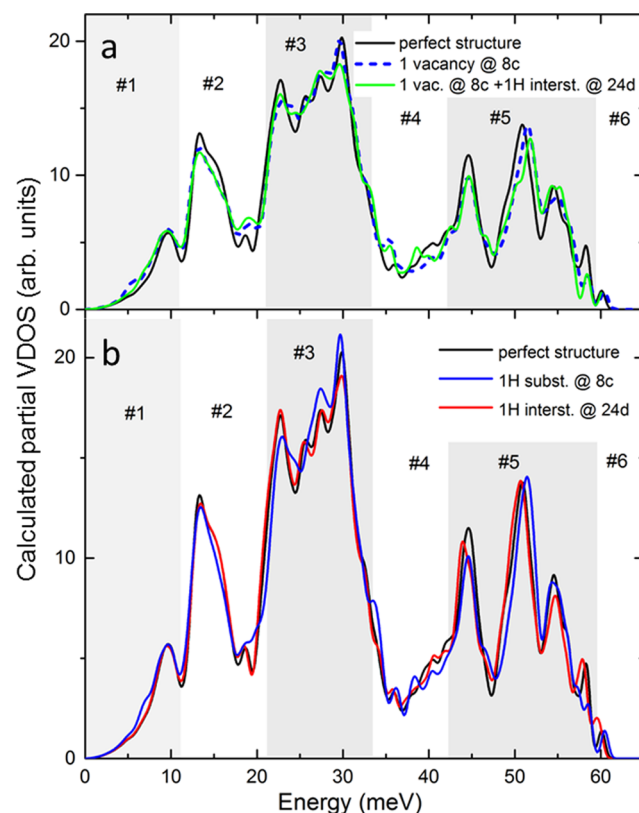 Calculated partial VDOS (arb. units)
a
20
10
0
perfect structure
1 vacancy @ 8c
1 vac. @ 8c +1H interst. @ 24d
#1
#2
#3
#4
#5
#6
b
20
10
0
perfect structure
1H subst. @ 8c
1H interst. @ 24d
#1
#2
#3
#4
#5
#6
0 10 20 30 40 50 60
Energy (meV)